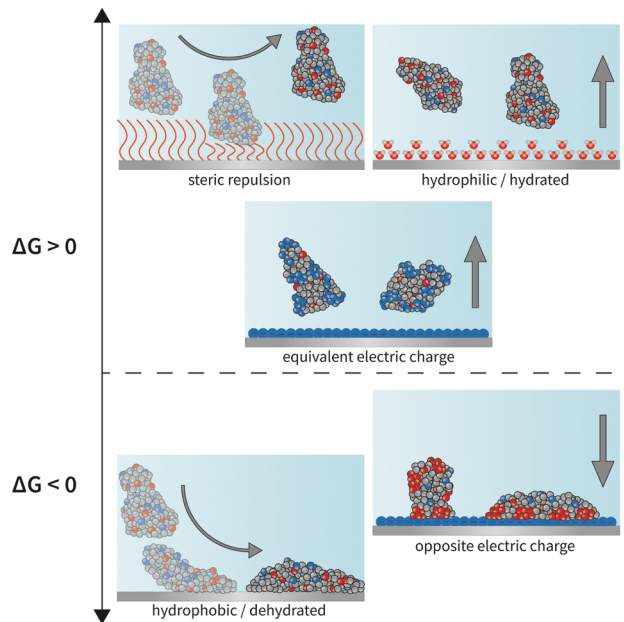 steric repulsion
hydrophilic / hydrated
ΔG > 0
equivalent electric charge
ΔG < 0
opposite electric charge
hydrophobic / dehydrated